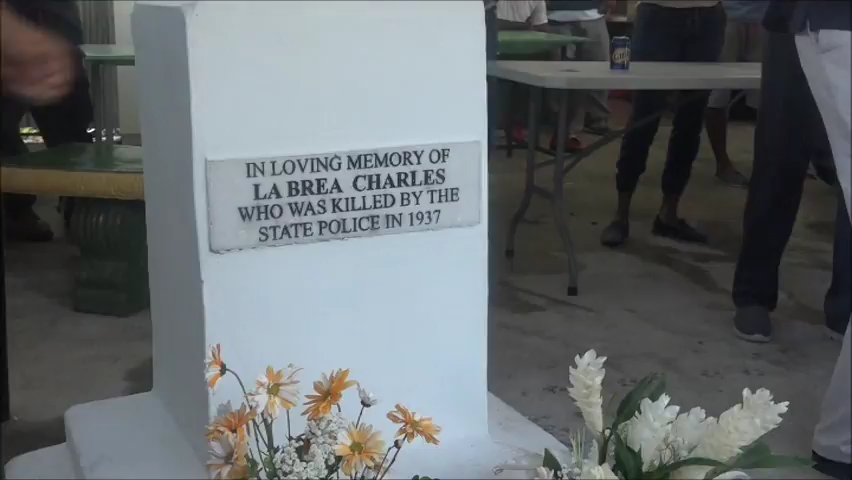 IN LOVING MEMORY OF
LA BREA CHARLES
WHO WAS KILLED BY THE
STATE POLICE IN 1937